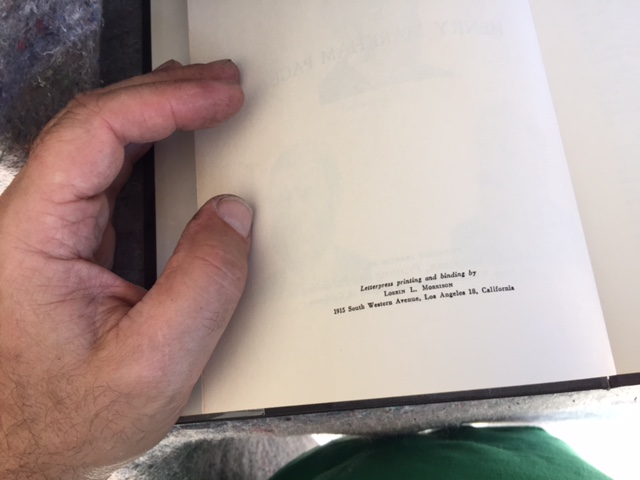 Letterpress printing and binding by
Lorrin L. Morrison
1915 South Western Avenue, Los Angeles 18, California